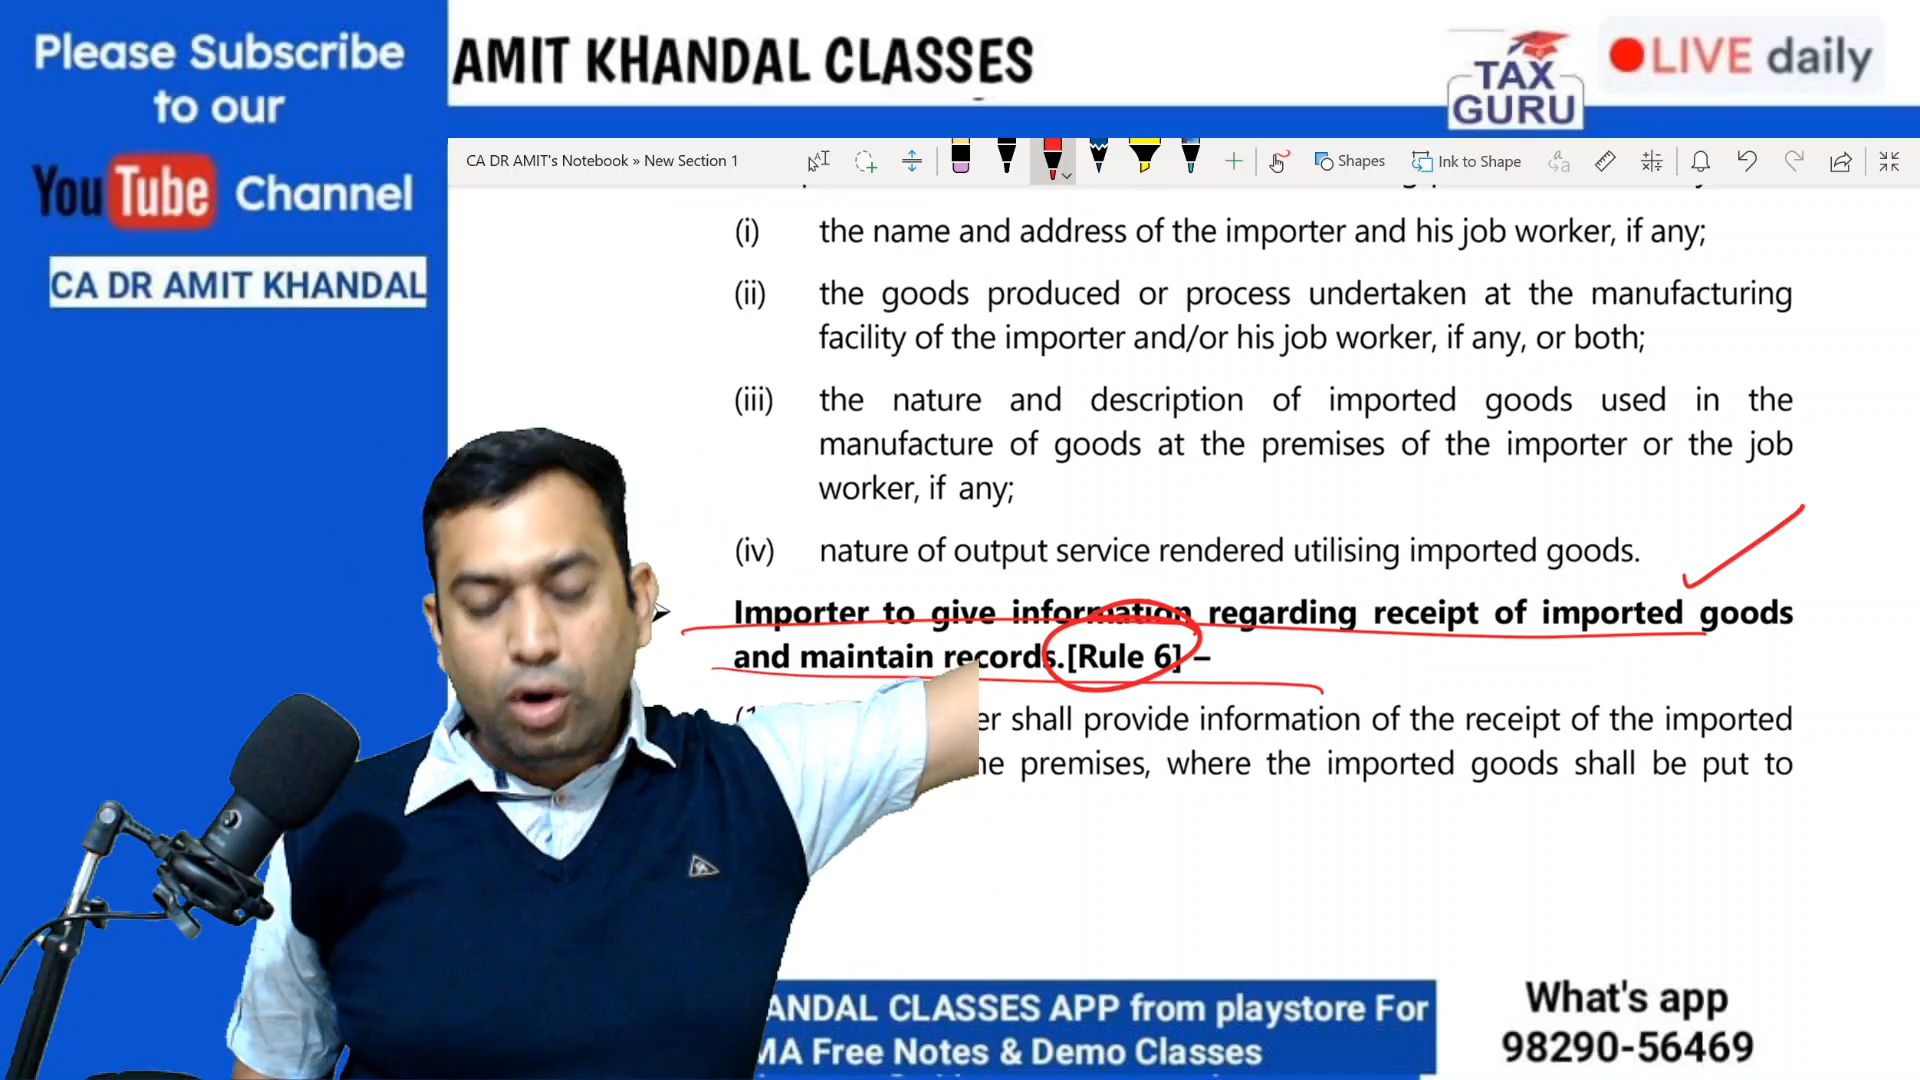 Please Subscribe
to our
YouTube Channel
CA DR AMIT KHANDAL
AMIT KHANDAL CLASSES
TAX
GURU
LIVE daily
CA DR AMIT's Notebook » New Section 1
Shapes
Ink to Shape
(i) the name and address of the importer and his job worker, if any;
(ii) the goods produced or process undertaken at the manufacturing
facility of the importer and/or his job worker, if any, or both;
(iii) the nature and description of imported goods used in the
manufacture of goods at the premises of the importer or the job
worker, if any;
(iv) nature of output service rendered utilising imported goods.
Importer to give information regarding receipt of imported goods
and maintain records.[Rule 6] –
shall provide information of the receipt of the imported
premises, where the imported goods shall be put to
CLASSES APP from playstore For
Free Notes & Demo Classes
What's app
98290-56469